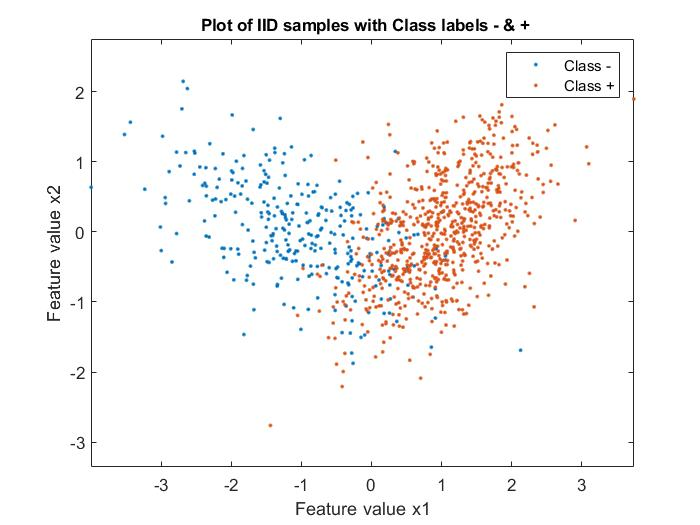 Plot of IID samples with Class labels - & +
Class -
Class +
2
1
0
-1
-2
-3
Feature value x2
-3 -2 -1 0 1 2 3
Feature value x1